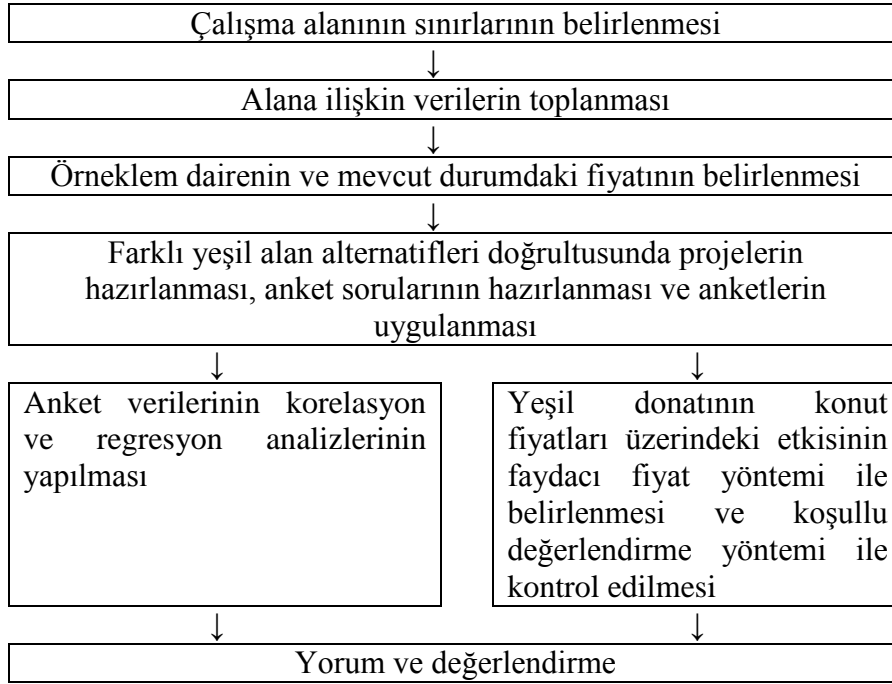 Çalışma alanının sınırlarının belirlenmesi
↓
Alana ilişkin verilerin toplanması
↓
Örneklem dairenin ve mevcut durumdaki fiyatının belirlenmesi
↓
Farklı yeşil alan alternatifleri doğrultusunda projelerin
hazırlanması, anket sorularının hazırlanması ve anketlerin
uygulanması
↓ ↓
Anket verilerinin korelasyon
ve regresyon analizlerinin
yapılması
Yeşil donatının konut
fiyatları üzerindeki etkisinin
faydacı fiyat yöntemi ile
belirlenmesi ve koşullu
değerlendirme yöntemi ile
kontrol edilmesi
↓ ↓
Yorum ve değerlendirme